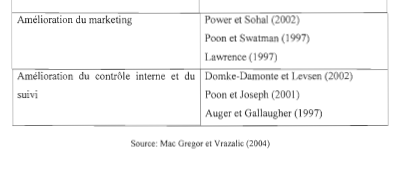 Amélioration du marketing
Power et Sohal (2002)
Poon et Swatman (1997)
Lawrence (1997)
Amélioration du contrôle interne et du suivi
Domke-Damonte et Levsen (2002)
Poon et Joseph (2001)
Auger et Gallaugher (1997)
Source: Mac Gregor et Vrazalic (2004)